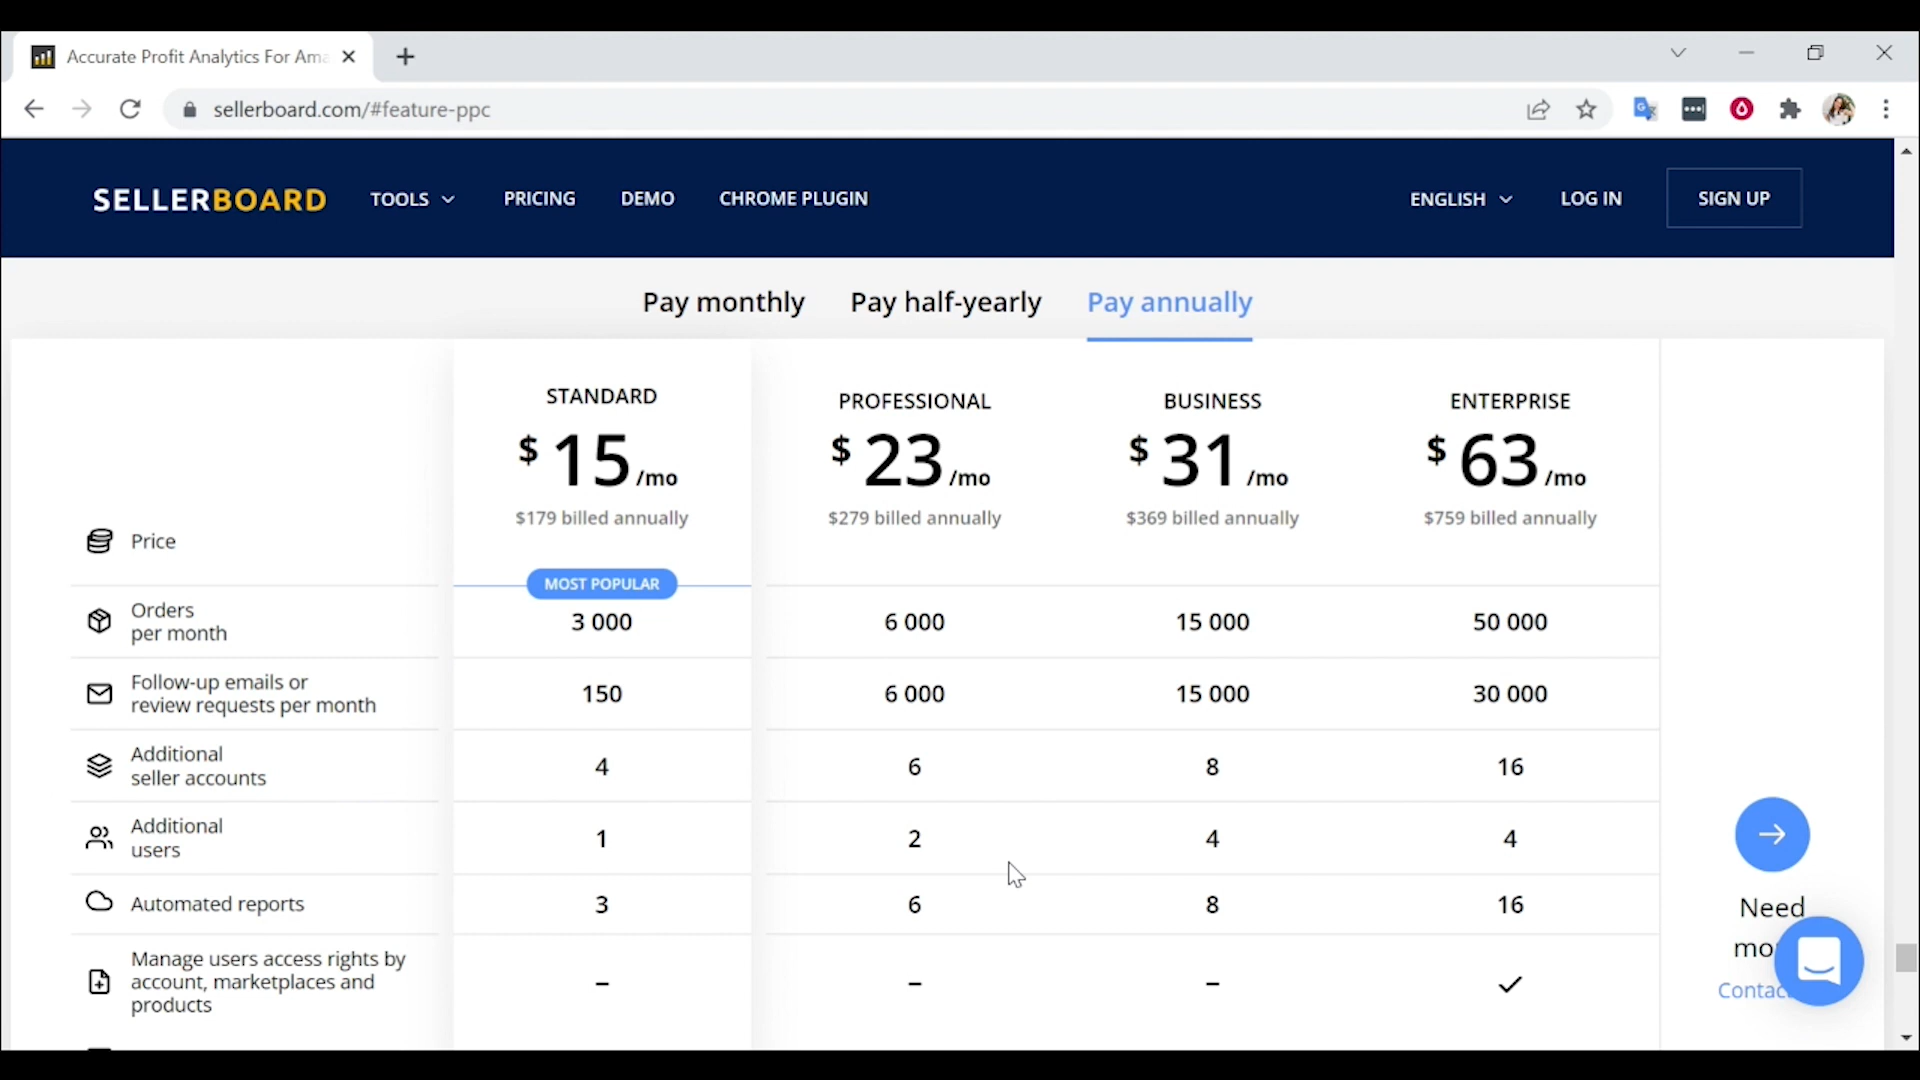 Accurate Profit Analytics For Ama
sellerboard.com/#feature-ppc
SELLERBOARD
TOOLS
PRICING
DEMO
CHROME PLUGIN
ENGLISH
LOG IN
SIGN UP
Pay monthly
Pay half-yearly
Pay annually
STANDARD
PROFESSIONAL
BUSINESS
ENTERPRISE
$ 15 /mo
$ 23 /mo
$ 31 /mo
$ 63 /mo
$179 billed annually
$279 billed annually
$369 billed annually
$759 billed annually
Price
MOST POPULAR
Orders
per month
3 000
6 000
15 000
50 000
Follow-up emails or
review requests per month
150
6 000
15 000
30 000
Additional
seller accounts
4
6
8
16
Additional
users
1
2
4
4
Automated reports
3
6
8
16
Manage users access rights by
account, marketplaces and
products
–
–
–
Need
mo
Contac